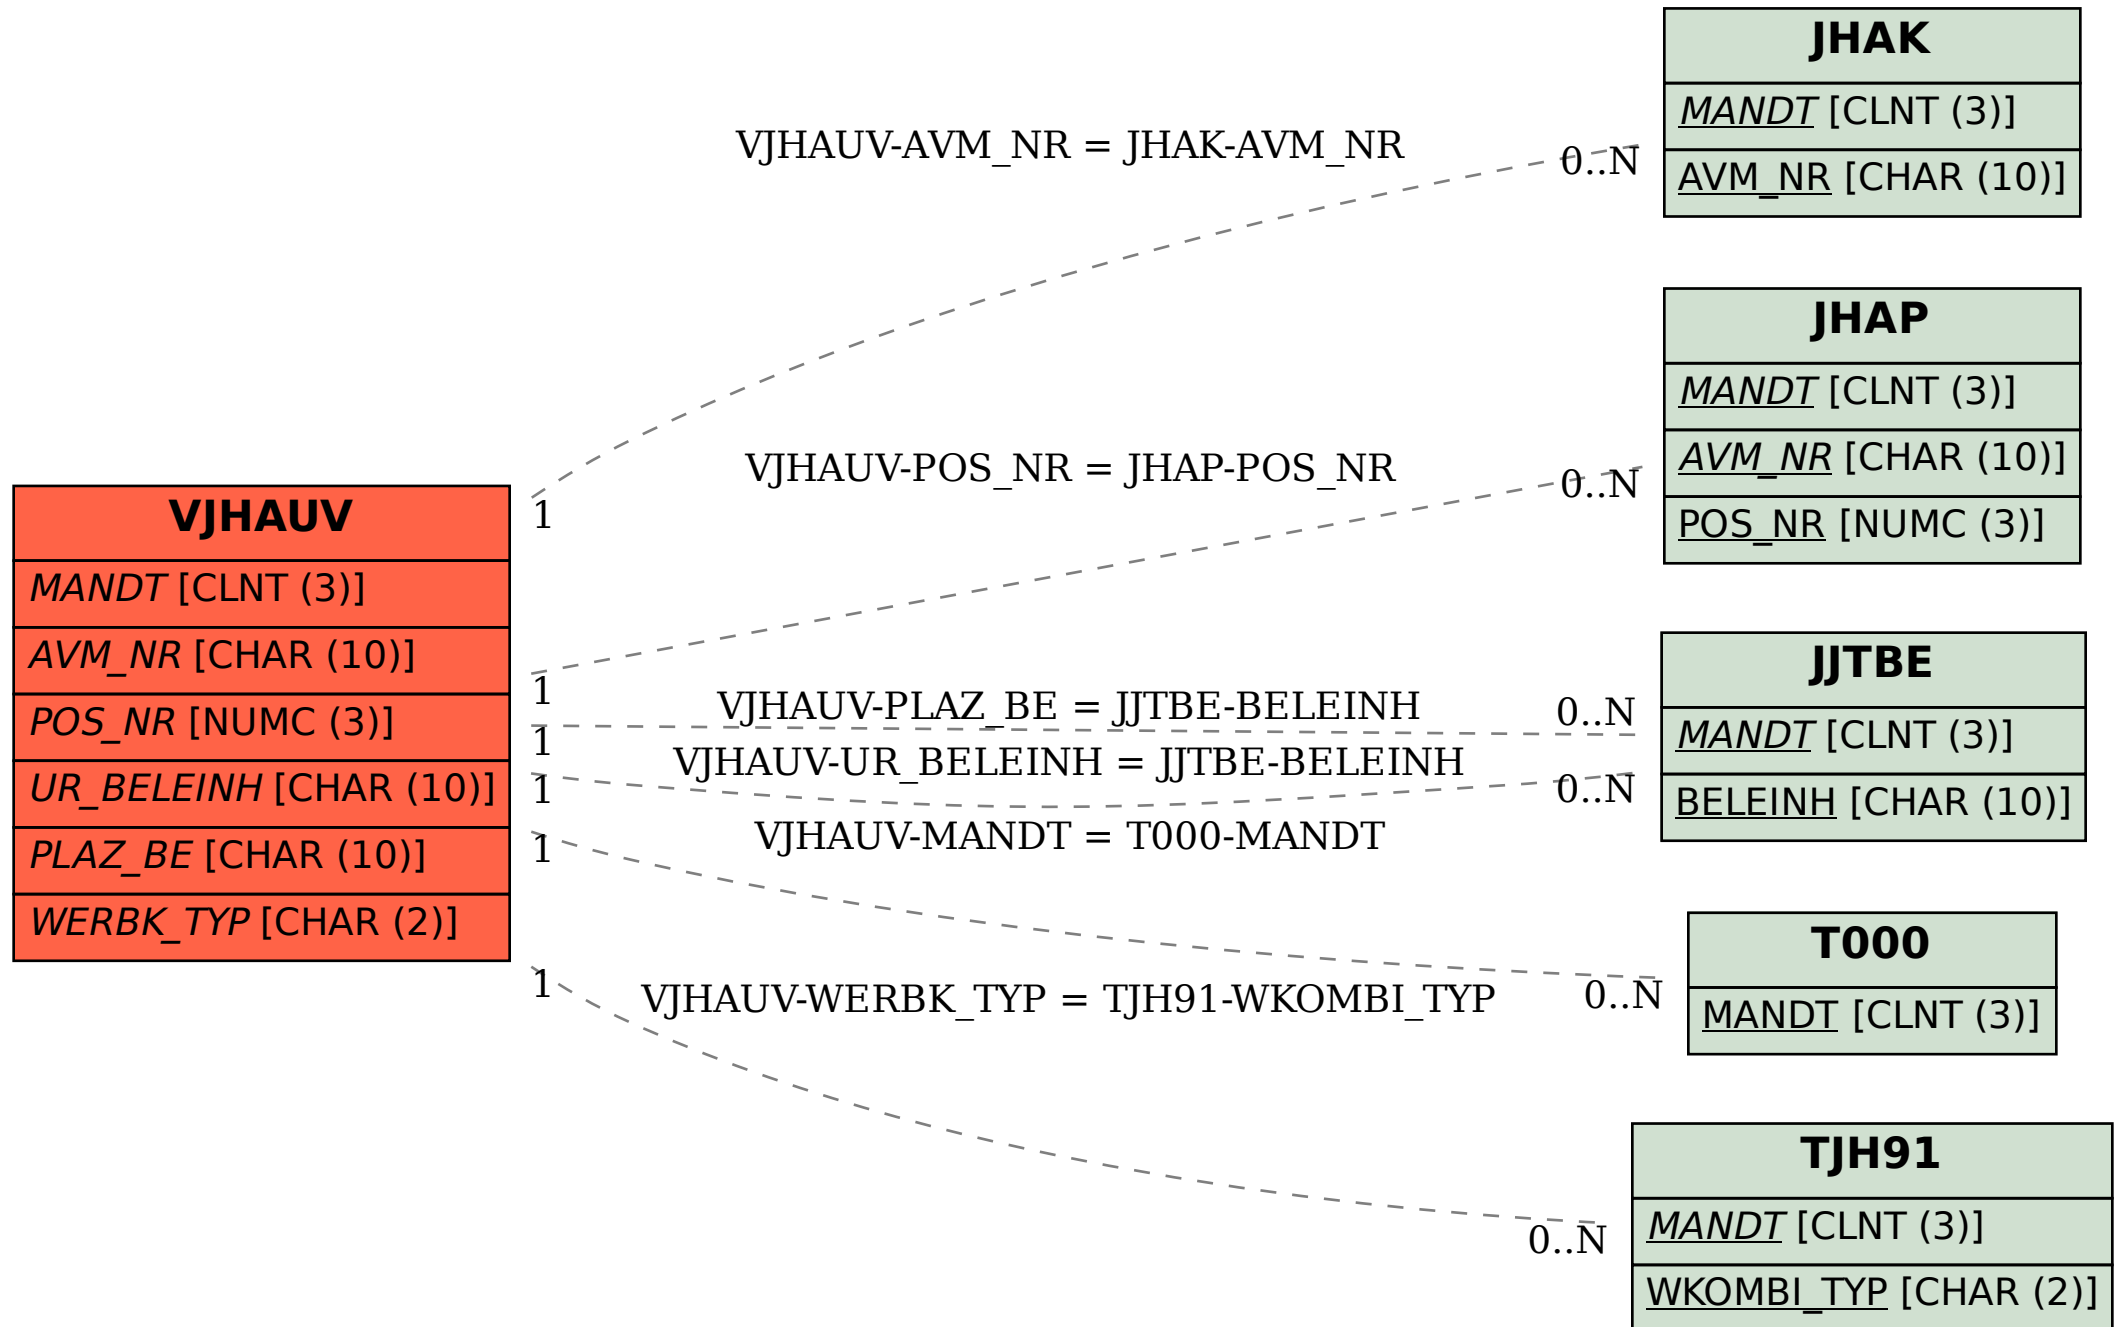 VJHAUV
MANDT [CLNT (3)]
AVM_NR [CHAR (10)]
POS_NR [NUMC (3)]
UR_BELEINH [CHAR (10)]
PLAZ_BE [CHAR (10)]
WERBK_TYP [CHAR (2)]
VJHAUV-AVM_NR = JHAK-AVM_NR
0..N
1
VJHAUV-POS_NR = JHAP-POS_NR
0..N
1
VJHAUV-PLAZ_BE = JJTBE-BELEINH
0..N
1
VJHAUV-UR_BELEINH = JJTBE-BELEINH
0..N
1
VJHAUV-MANDT = T000-MANDT
0..N
1
VJHAUV-WERBK_TYP = TJH91-WKOMBI_TYP
0..N
1
JHAK
MANDT [CLNT (3)]
AVM_NR [CHAR (10)]
JHAP
MANDT [CLNT (3)]
AVM_NR [CHAR (10)]
POS_NR [NUMC (3)]
JJTBE
MANDT [CLNT (3)]
BELEINH [CHAR (10)]
T000
MANDT [CLNT (3)]
TJH91
MANDT [CLNT (3)]
WKOMBI_TYP [CHAR (2)]